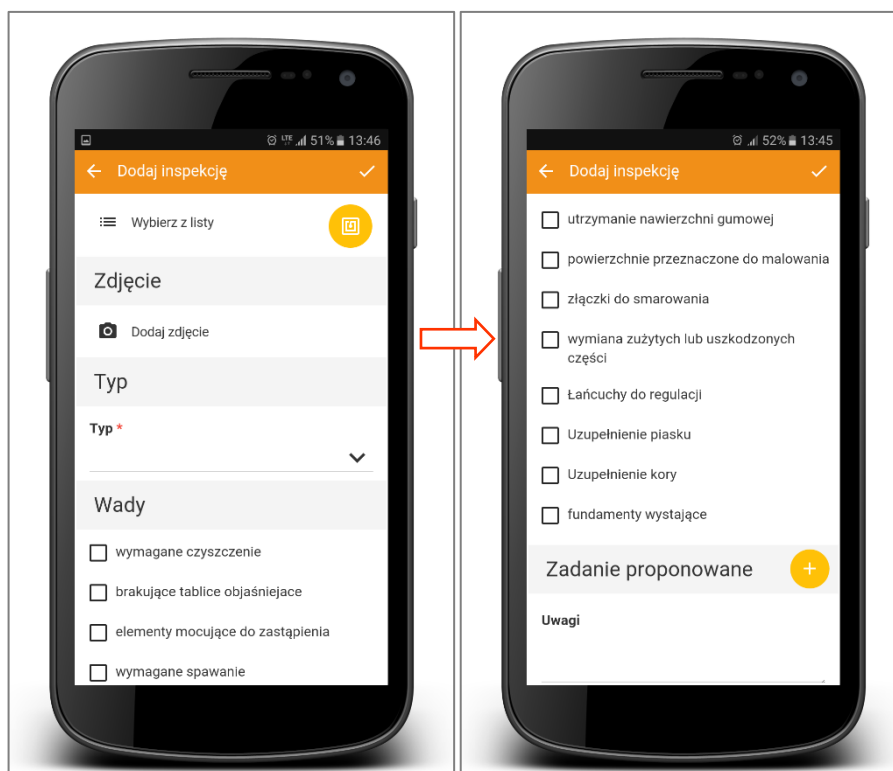 LTE 51% 13:46
Dodaj inspekcję
Wybierz z listy
Zdjęcie
Dodaj zdjęcie
Typ
Typ *
Wady
wymagane czyszczenie
brakujące tablice objaśniejace
elementy mocujące do zastąpienia
wymagane spawanie
52% 13:45
Dodaj inspekcję
utrzymanie nawierzchni gumowej
powierzchnie przeznaczone do malowania
złączki do smarowania
wymiana zużytych lub uszkodzonych
części
Łańcuchy do regulacji
Uzupełnienie piasku
Uzupełnienie kory
fundamenty wystające
Zadanie proponowane
Uwagi